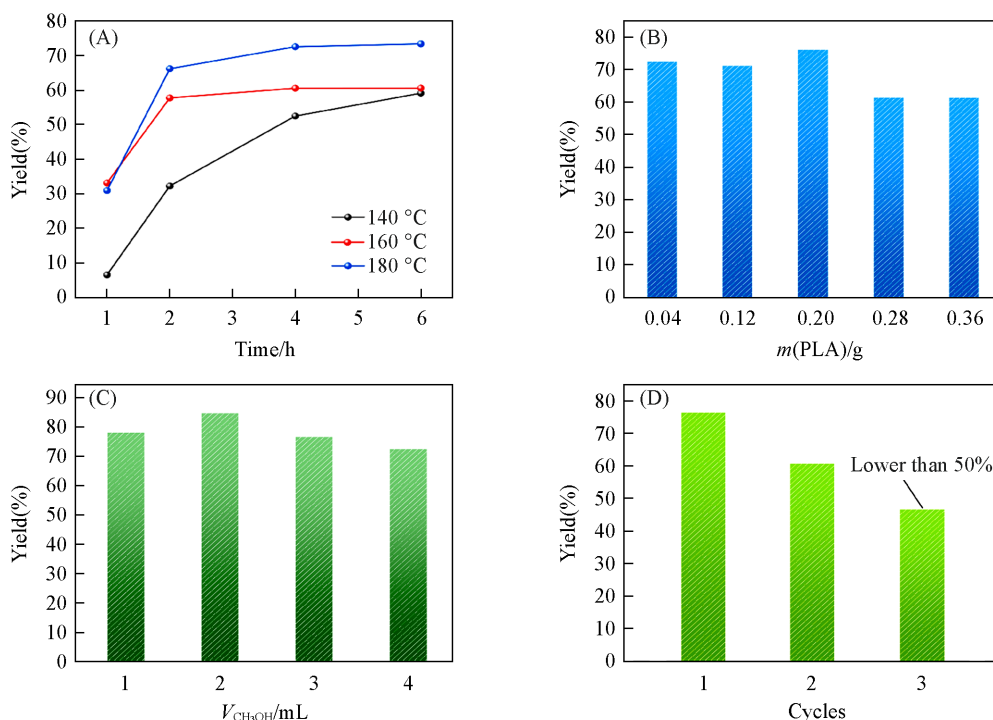 (A)
Yield(%)
80
70
60
50
40
30
20
10
0
140 °C
160 °C
180 °C
1 2 3 4 5 6
Time/h
(B)
Yield(%)
80
70
60
50
40
30
20
10
0
0.04 0.12 0.20 0.28 0.36
m(PLA)/g
(C)
Yield(%)
90
80
70
60
50
40
30
20
10
0
1 2 3 4
V_CH₃OH/mL
(D)
Yield(%)
80
70
60
50
40
30
20
10
0
Lower than 50%
1 2 3
Cycles